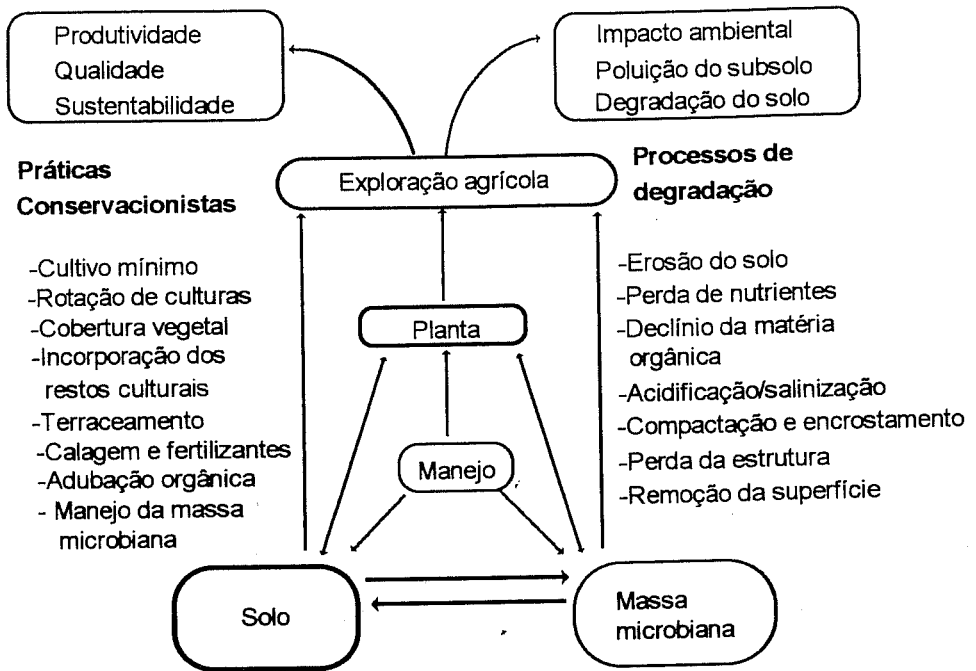 Produtividade
Qualidade
Sustentabilidade
Impacto ambiental
Poluição do subsolo
Degradação do solo
Práticas
Conservacionistas
Exploração agrícola
Processos de
degradação
-Cultivo mínimo
-Rotação de culturas
-Cobertura vegetal
-Incorporação dos
restos culturais
-Terraceamento
-Calagem e fertilizantes
-Adubação orgânica
- Manejo da massa
microbiana
Planta
Manejo
-Erosão do solo
-Perda de nutrientes
-Declínio da matéria
orgânica
-Acidificação/salinização
-Compactação e encrostamento
-Perda da estrutura
-Remoção da superfície
Solo
Massa
microbiana